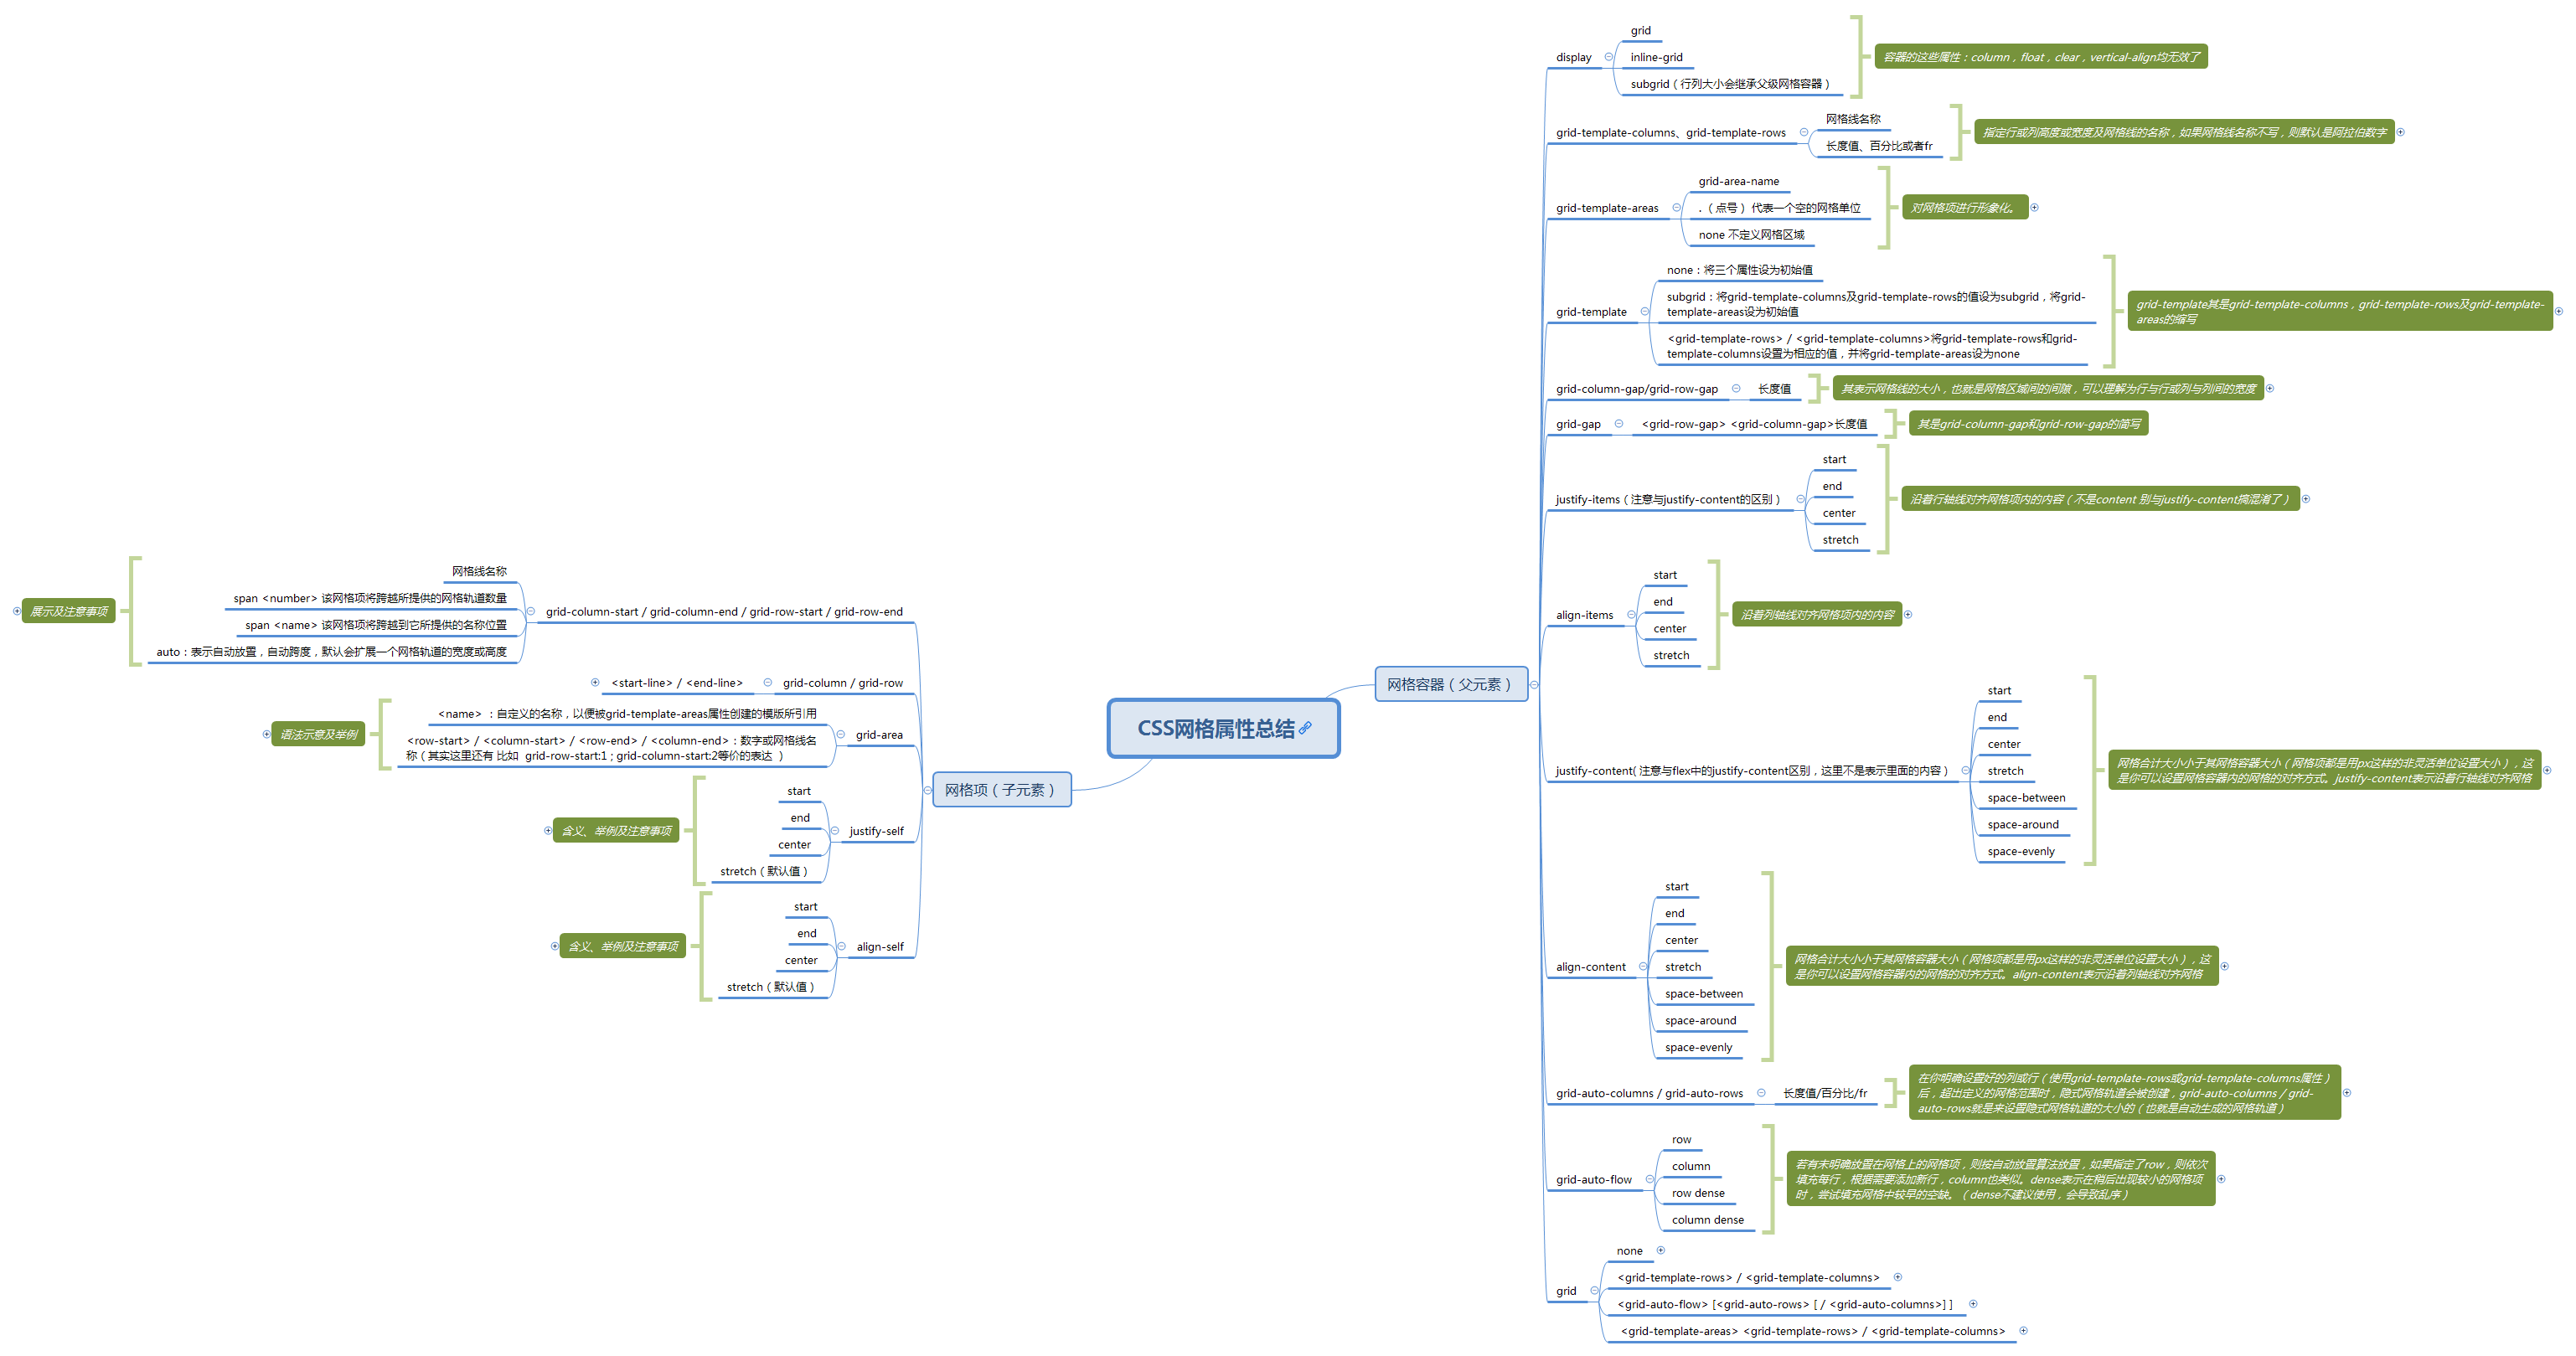 CSS网格属性总结
网格容器（父元素）
display
grid
inline-grid
subgrid（行列大小会继承父级网格容器）
容器的这些属性：column，float，clear，vertical-align均无效了
grid-template-columns、grid-template-rows
网格线名称
长度值、百分比或者fr
指定行或列高度或宽度及网格线的名称，如果网格线名称不写，则默认是阿拉伯数字
grid-template-areas
grid-area-name
. （点号） 代表一个空的网格单位
none 不定义网格区域
对网格项进行形象化。
grid-template
none：将三个属性设为初始值
subgrid：将grid-template-columns及grid-template-rows的值设为subgrid，将grid-
template-areas设为初始值
<grid-template-rows> / <grid-template-columns>将grid-template-rows和grid-
template-columns设置为相应的值，并将grid-template-areas设为none
grid-template其是grid-template-columns，grid-template-rows及grid-template-
areas的缩写
grid-column-gap/grid-row-gap
长度值
其表示网格线的大小，也就是网格区域间的间隙，可以理解为行与行或列与列间的宽度
grid-gap
<grid-row-gap> <grid-column-gap>长度值
其是grid-column-gap和grid-row-gap的简写
justify-items（注意与justify-content的区别）
start
end
center
stretch
沿着行轴线对齐网格项内的内容（不是content 别与justify-content搞混淆了）
align-items
start
end
center
stretch
沿着列轴线对齐网格项内的内容
justify-content( 注意与flex中的justify-content区别，这里不是表示里面的内容）
start
end
center
stretch
space-between
space-around
space-evenly
网格合计大小小于其网格容器大小（网格项都是用px这样的非灵活单位设置大小），这
是你可以设置网格容器内的网格的对齐方式。justify-content表示沿着行轴线对齐网格
align-content
start
end
center
stretch
space-between
space-around
space-evenly
网格合计大小小于其网格容器大小（网格项都是用px这样的非灵活单位设置大小），这
是你可以设置网格容器内的网格的对齐方式。align-content表示沿着列轴线对齐网格
grid-auto-columns / grid-auto-rows
长度值/百分比/fr
在你明确设置好的列或行（使用grid-template-rows或grid-template-columns属性）
后，超出定义的网格范围时，隐式网格轨道会被创建，grid-auto-columns / grid-
auto-rows就是来设置隐式网格轨道的大小的（也就是自动生成的网格轨道）
grid-auto-flow
row
column
row dense
column dense
若有未明确放置在网格上的网格项，则按自动放置算法放置，如果指定了row，则依次
填充每行，根据需要添加新行，column也类似。dense表示在稍后出现较小的网格项
时，尝试填充网格中较早的空缺。（dense不建议使用，会导致乱序）
grid
none
<grid-template-rows> / <grid-template-columns>
<grid-auto-flow> [<grid-auto-rows> [ / <grid-auto-columns>] ]
<grid-template-areas> <grid-template-rows> / <grid-template-columns>
网格项（子元素）
grid-column-start / grid-column-end / grid-row-start / grid-row-end
网格线名称
span <number> 该网格项将跨越所提供的网格轨道数量
span <name> 该网格项将跨越到它所提供的名称位置
auto：表示自动放置，自动跨度，默认会扩展一个网格轨道的宽度或高度
展示及注意事项
grid-column / grid-row
<start-line> / <end-line>
grid-area
<name> ：自定义的名称，以便被grid-template-areas属性创建的模版所引用
<row-start> / <column-start> / <row-end> / <column-end>：数字或网格线名
称（其实这里还有 比如 grid-row-start:1 ; grid-column-start:2等价的表达 ）
语法示意及举例
justify-self
start
end
center
stretch（默认值）
含义、举例及注意事项
align-self
start
end
center
stretch（默认值）
含义、举例及注意事项